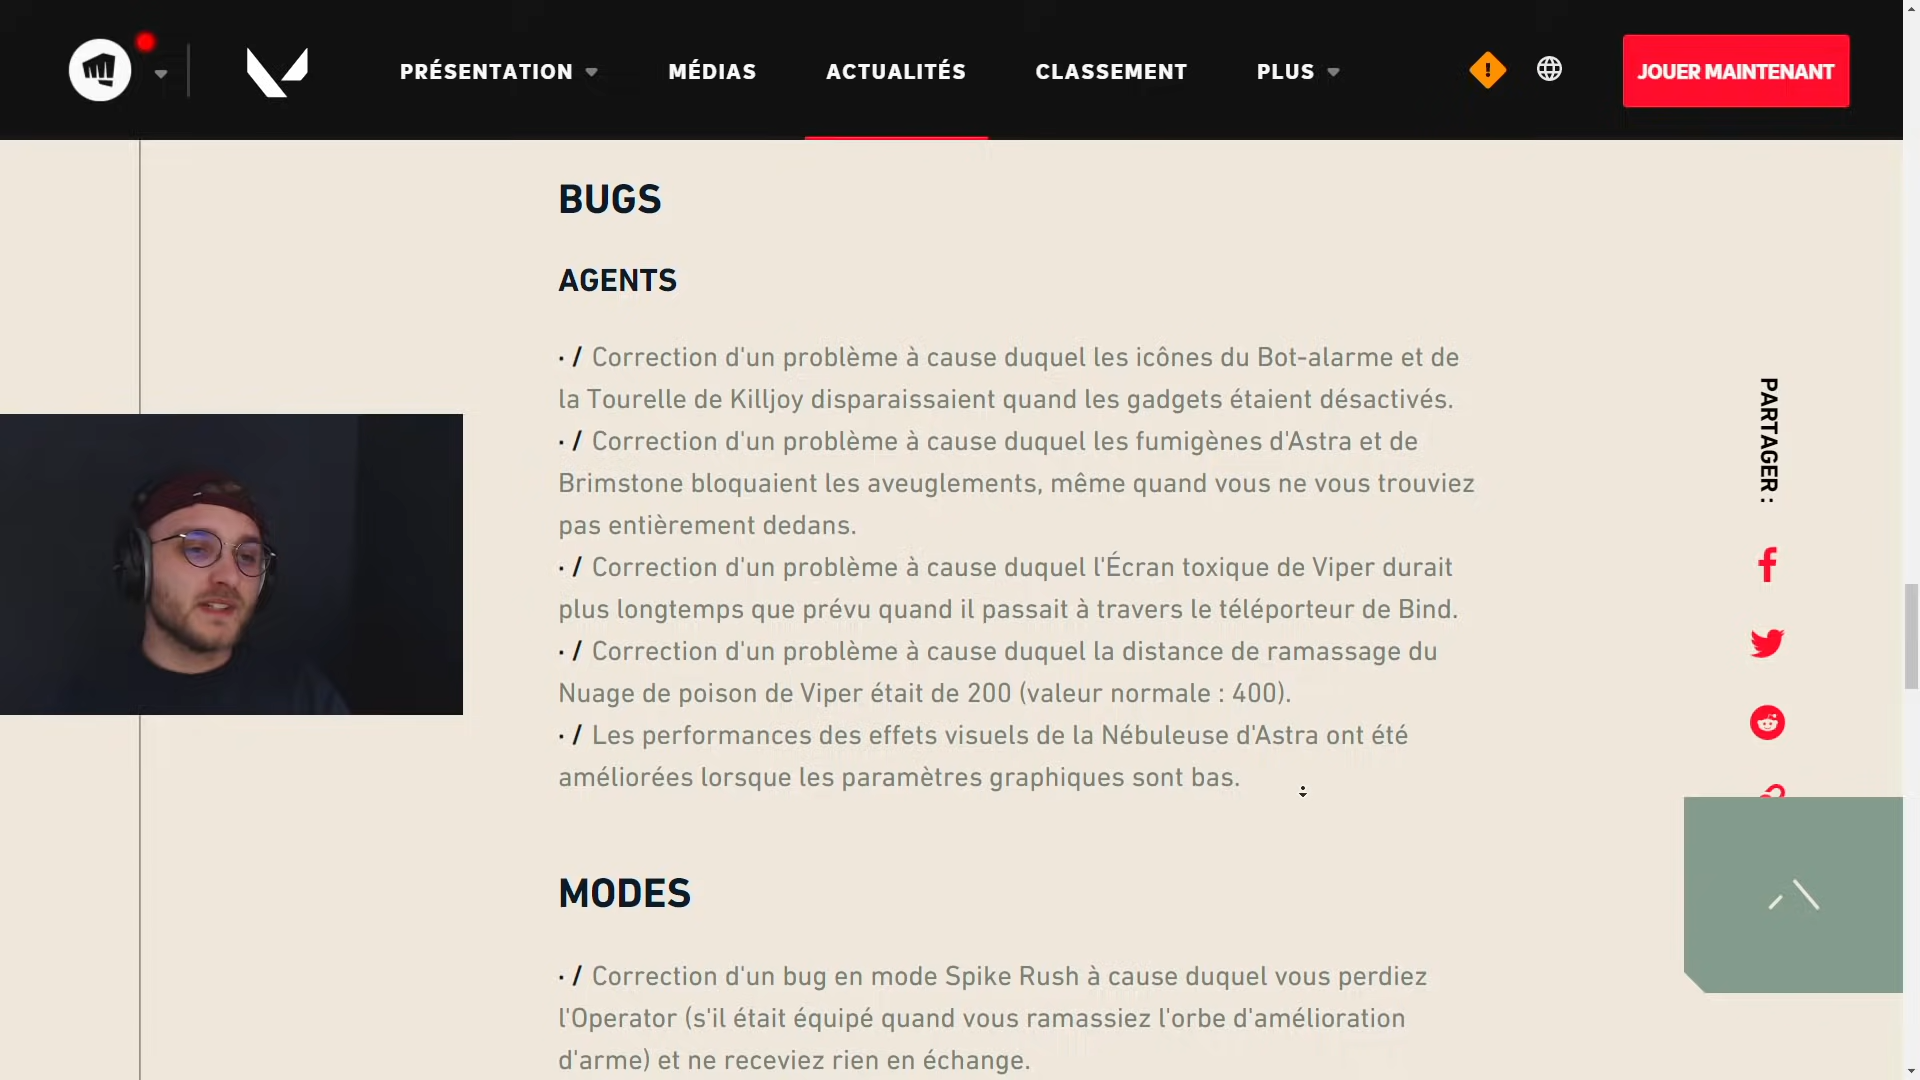 PRÉSENTATION
MÉDIAS
ACTUALITÉS
CLASSEMENT
PLUS
JOUER MAINTENANT
BUGS
AGENTS
· / Correction d'un problème à cause duquel les icônes du Bot-alarme et de
la Tourelle de Killjoy disparaissaient quand les gadgets étaient désactivés.
· / Correction d'un problème à cause duquel les fumigènes d'Astra et de
Brimstone bloquaient les aveuglements, même quand vous ne vous trouviez
pas entièrement dedans.
· / Correction d'un problème à cause duquel l'Écran toxique de Viper durait
plus longtemps que prévu quand il passait à travers le téléporteur de Bind.
· / Correction d'un problème à cause duquel la distance de ramassage du
Nuage de poison de Viper était de 200 (valeur normale : 400).
· / Les performances des effets visuels de la Nébuleuse d'Astra ont été
améliorées lorsque les paramètres graphiques sont bas.
MODES
· / Correction d'un bug en mode Spike Rush à cause duquel vous perdiez
l'Operator (s'il était équipé quand vous ramassiez l'orbe d'amélioration
d'arme) et ne receviez rien en échange.
PARTAGER :